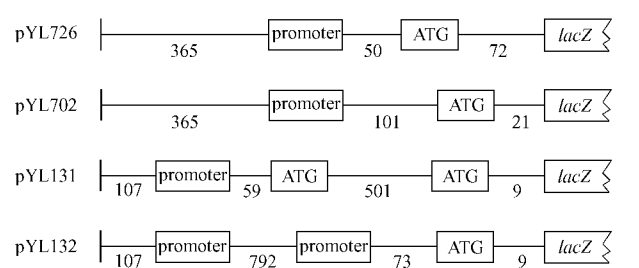 pYL726 promoter ATG lacZ
365 50 72
pYL702 promoter ATG lacZ
365 101 21
pYL131 promoter ATG ATG lacZ
107 59 501 9
pYL132 promoter promoter ATG lacZ
107 792 73 9